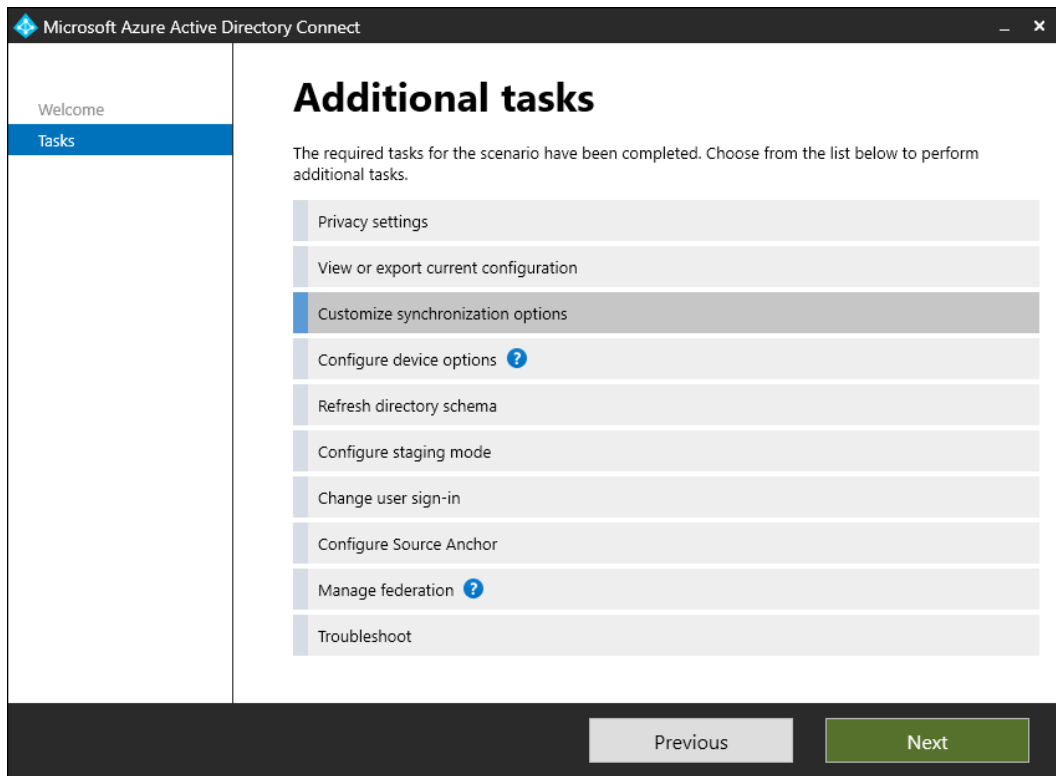 Microsoft Azure Active Directory Connect
Welcome
Tasks
Additional tasks
The required tasks for the scenario have been completed. Choose from the list below to perform
additional tasks.
Privacy settings
View or export current configuration
Customize synchronization options
Configure device options ?
Refresh directory schema
Configure staging mode
Change user sign-in
Configure Source Anchor
Manage federation ?
Troubleshoot
Previous
Next